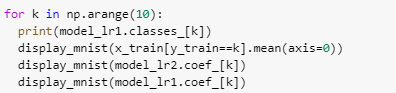 for k in np.arange(10):
  print(model_lr1.classes_[k])
  display_mnist(x_train[y_train==k].mean(axis=0))
  display_mnist(model_lr2.coef_[k])
  display_mnist(model_lr1.coef_[k])